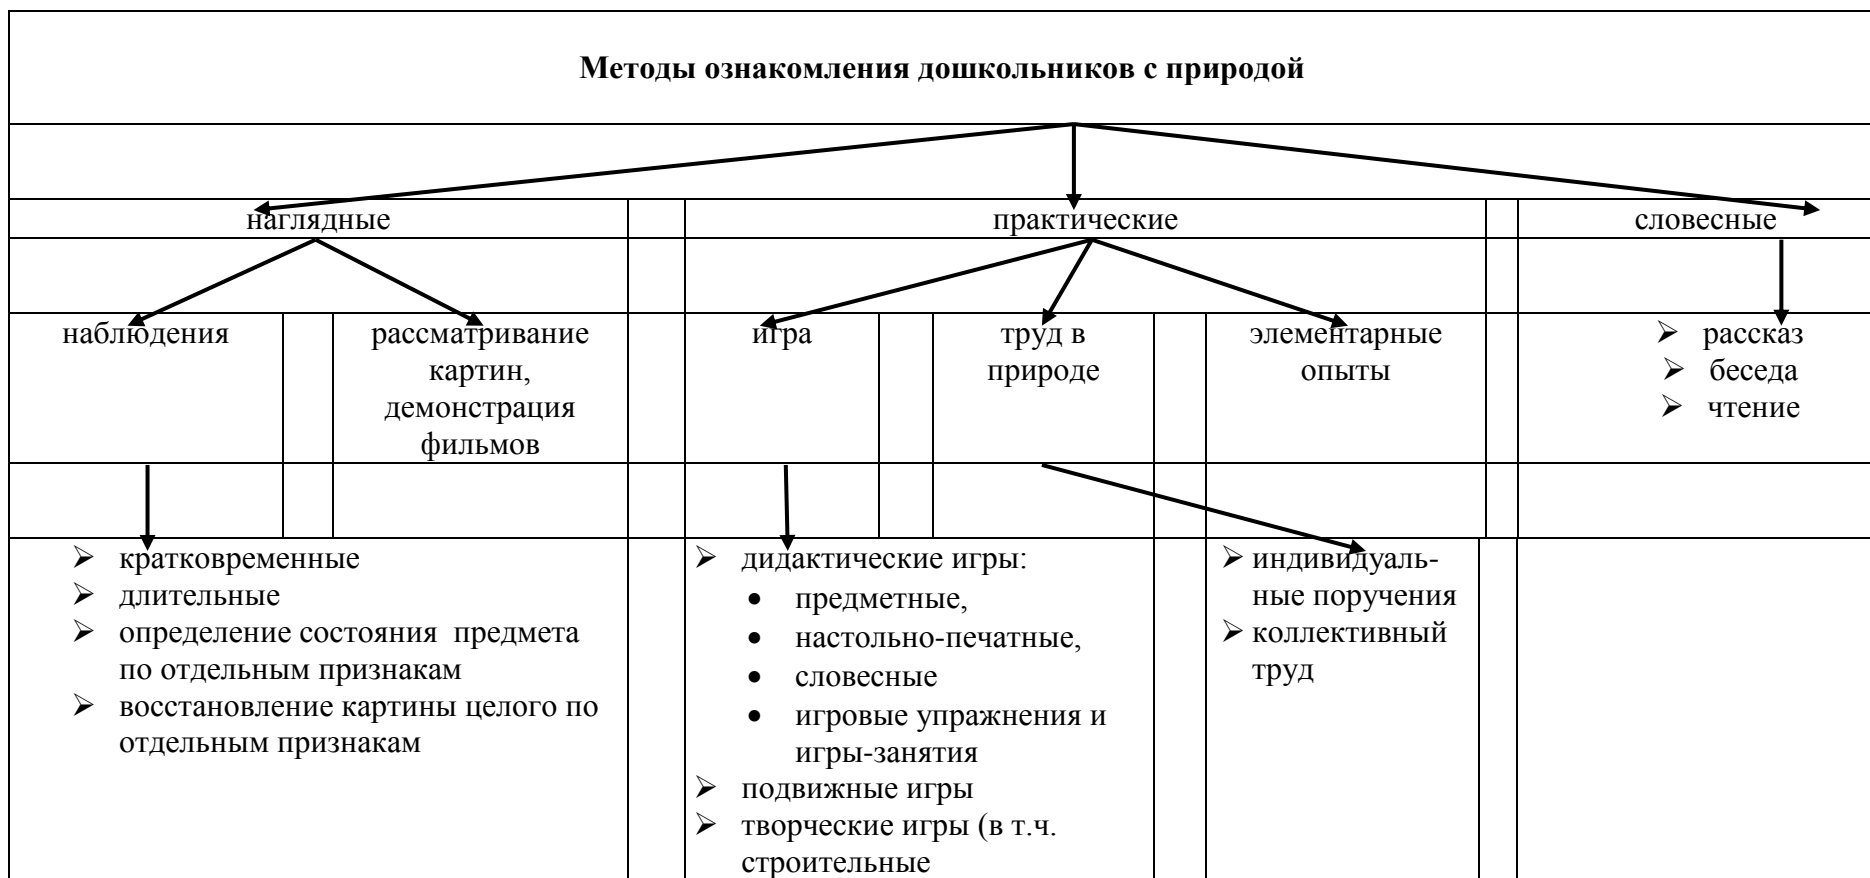 Методы ознакомления дошкольников с природой
наглядные
практические
словесные
наблюдения
рассматривание
картин,
демонстрация
фильмов
игра
труд в
природе
элементарные
опыты
➢ рассказ
➢ беседа
➢ чтение
➢ кратковременные
➢ длительные
➢ определение состояния предмета
по отдельным признакам
➢ восстановление картины целого по
отдельным признакам
➢ дидактические игры:
• предметные,
• настольно-печатные,
• словесные
• игровые упражнения и
игры-занятия
➢ подвижные игры
➢ творческие игры (в т.ч.
строительные
➢ индивидуаль-
ные поручения
➢ коллективный
труд